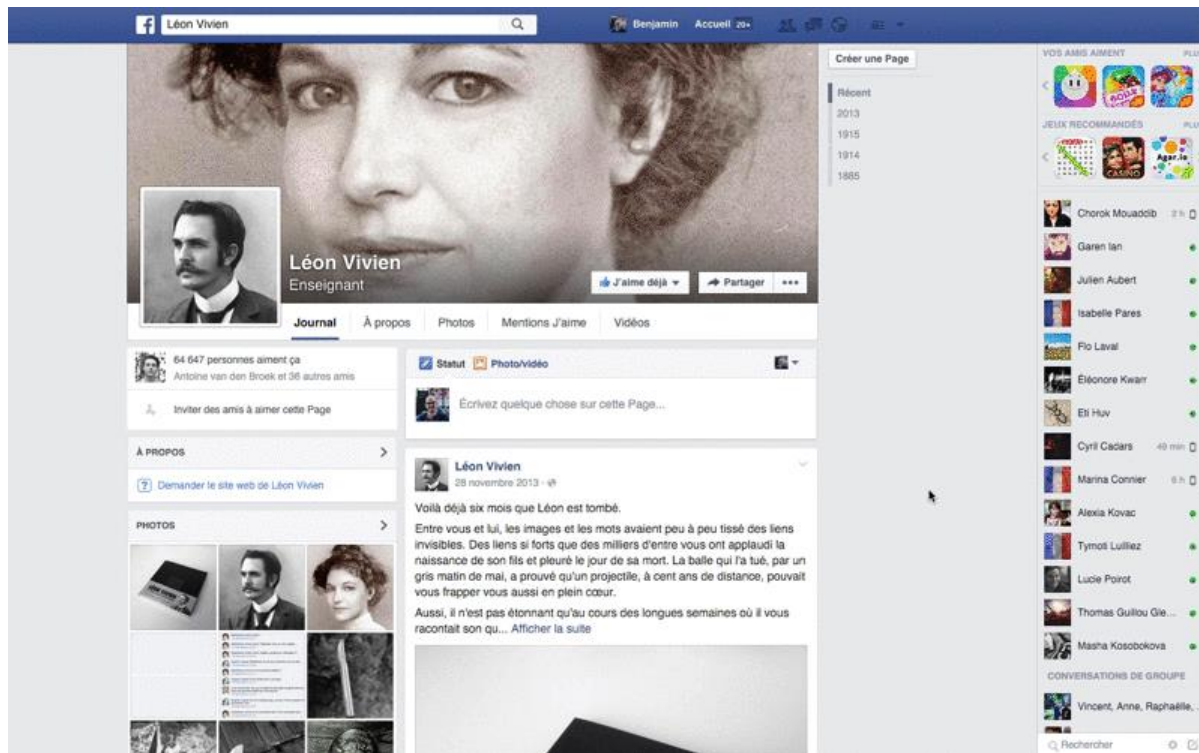 Léon Vivien
Benjamin
Accueil 20+
Créer une Page
Récent
2013
1915
1914
1885
Léon Vivien
Enseignant
J'aime déjà
Partager
Journal
À propos
Photos
Mentions J'aime
Vidéos
64 647 personnes aiment ça
Antoine van den Broek et 36 autres amis
Inviter des amis à aimer cette Page
À PROPOS
Demander le site web de Léon Vivien
PHOTOS
Statut
Photo/vidéo
Écrivez quelque chose sur cette Page...
Léon Vivien
28 novembre 2013
Voilà déjà six mois que Léon est tombé.
Entre vous et lui, les images et les mots avaient peu à peu tissé des liens
invisibles. Des liens si forts que des milliers d'entre vous ont applaudi la
naissance de son fils et pleuré le jour de sa mort. La balle qui l'a tué, par un
gris matin de mai, a prouvé qu'un projectile, à cent ans de distance, pouvait
vous frapper vous aussi en plein cœur.
Aussi, il n'est pas étonnant qu'au cours des longues semaines où il vous
racontait son qu... Afficher la suite
VOS AMIS AIMENT
PLU
JEUX RECOMMANDÉS
PLU
CASINO
Agar.io
Chorok Mouaddib 2 h
Garen Ian
Julien Aubert
Isabelle Pares
Flo Laval
Éléonore Kwarr
Eti Huv
Cyril Cadars 49 min
Marina Connier 6 h
Alexia Kovac
Tymoti Luilliez
Lucie Poirot
Thomas Guillou Gle...
Masha Kosobokova
CONVERSATIONS DE GROUPE
Vincent, Anne, Raphaëlle,
Rechercher